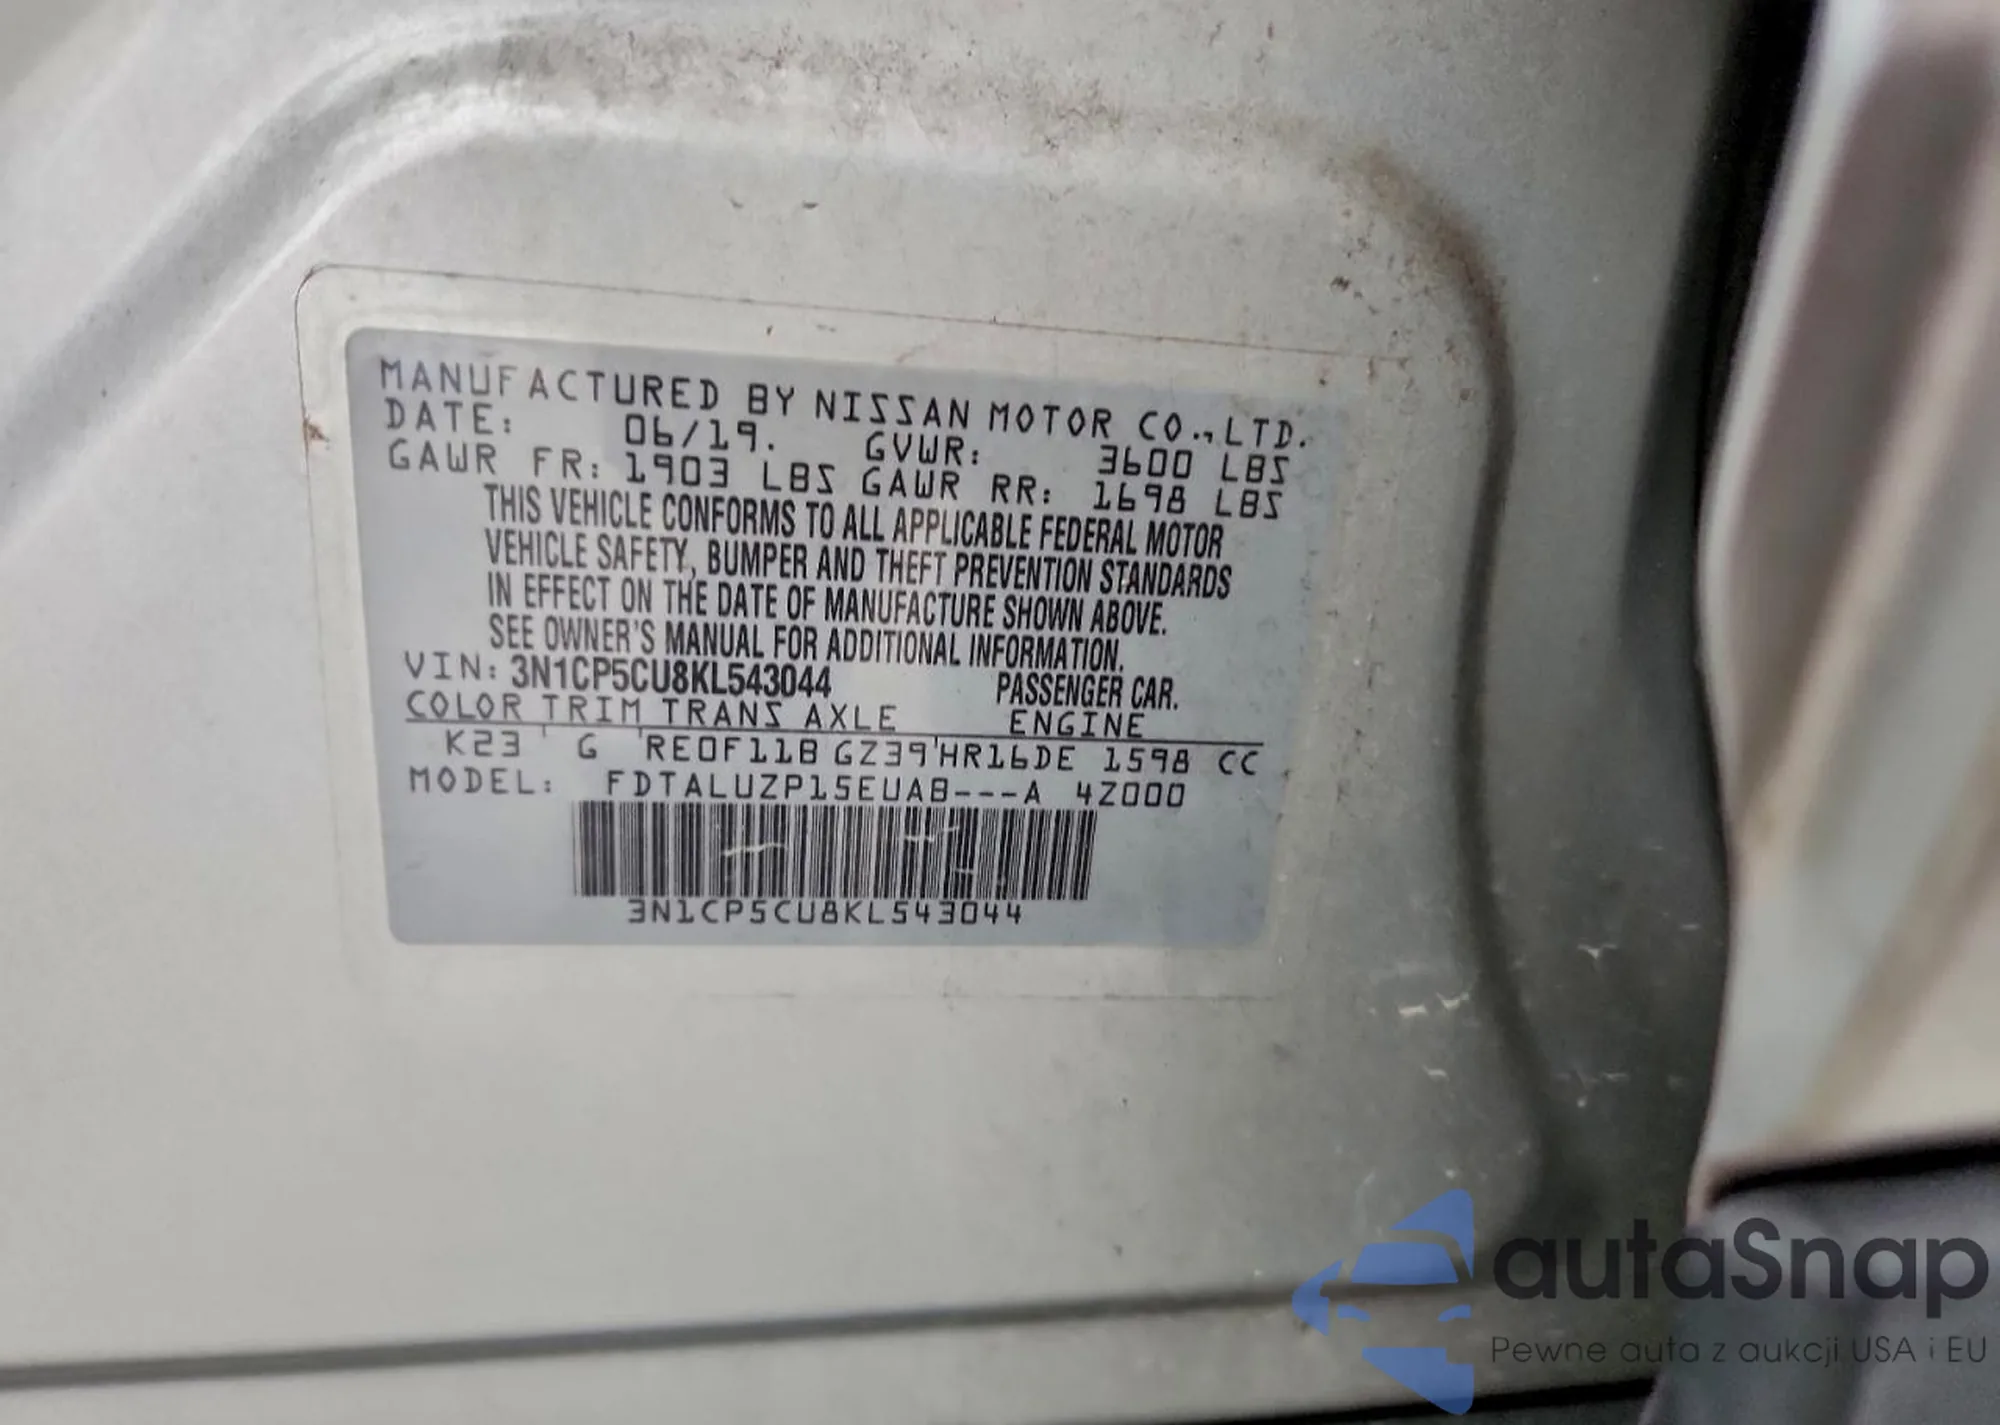 MANUFACTURED BY NISSAN MOTOR CO.,LTD.
DATE: 06/19. GVWR: 3600 LBS
GAWR FR: 1903 LBS GAWR RR: 1698 LBS
THIS VEHICLE CONFORMS TO ALL APPLICABLE FEDERAL MOTOR
VEHICLE SAFETY, BUMPER AND THEFT PREVENTION STANDARDS
IN EFFECT ON THE DATE OF MANUFACTURE SHOWN ABOVE.
SEE OWNER'S MANUAL FOR ADDITIONAL INFORMATION.
VIN: 3N1CP5CU8KL543044 PASSENGER CAR.
COLOR TRIM TRANS AXLE ENGINE
K23 ' G 'RE0F11B GZ39'HR16DE 1598 CC
MODEL: FDTALUZP15EUAB---A 4Z000
3N1CP5CU8KL543044
autaSnap
Pewne auta z aukcji USA i EU